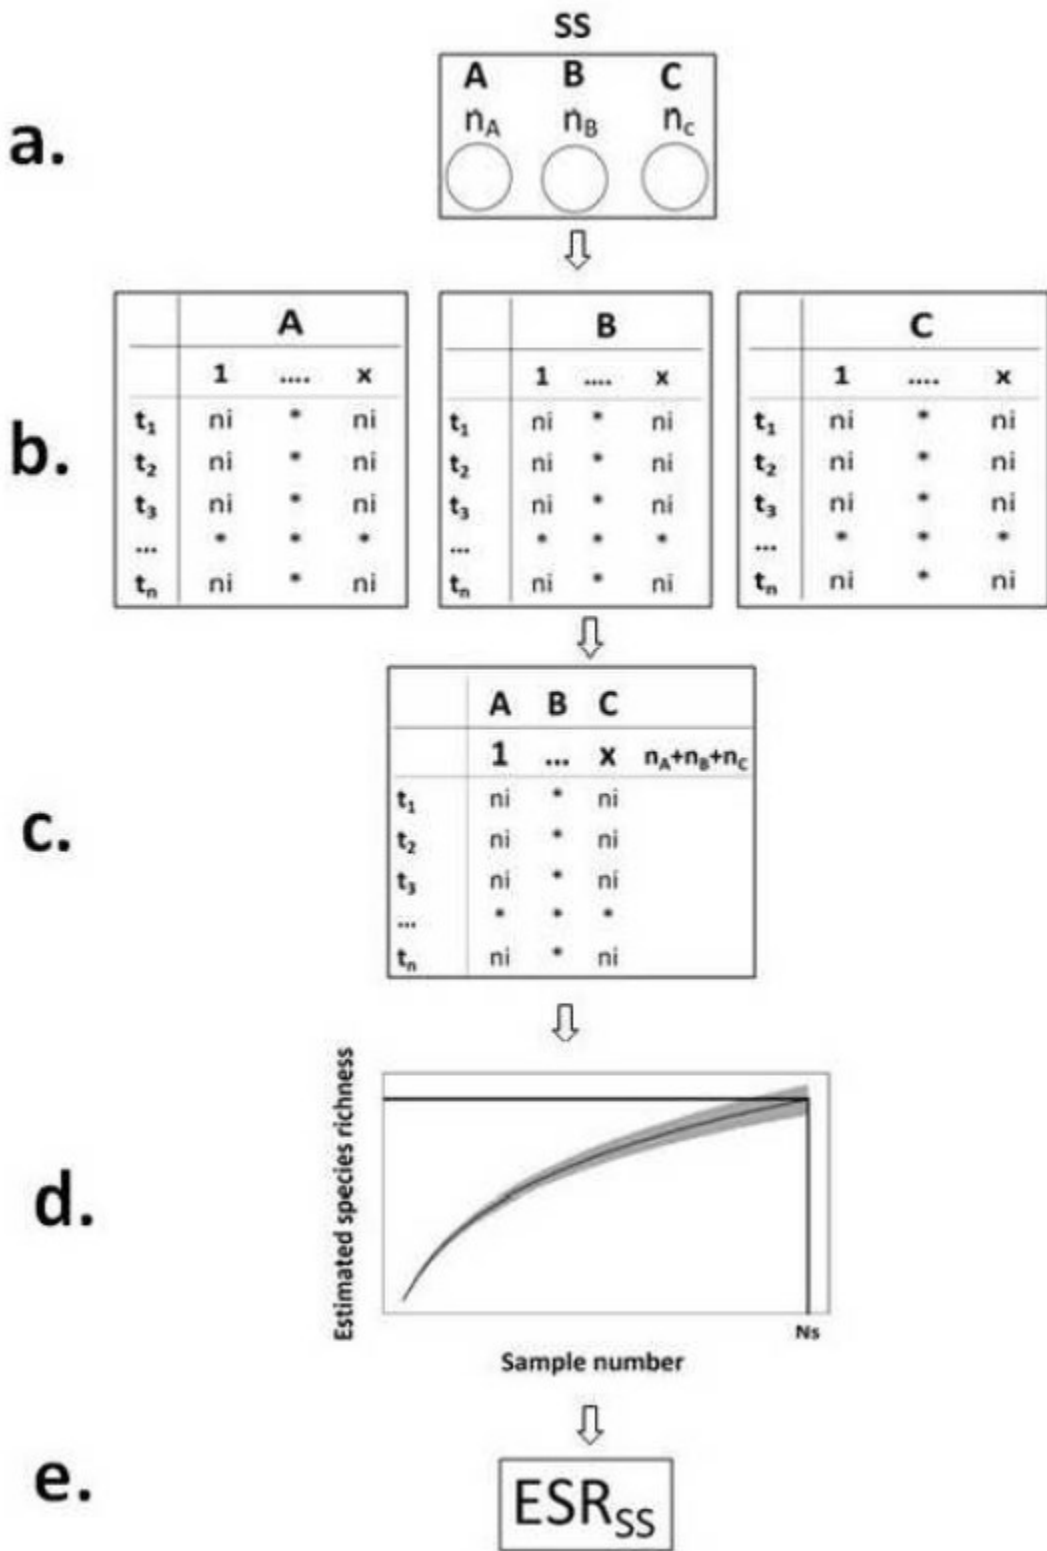 SS
A B C
nA nB nc
a.
A
1 .... x
t1 ni * ni
t2 ni * ni
t3 ni * ni
... * * *
tn ni * ni
B
1 .... x
t1 ni * ni
t2 ni * ni
t3 ni * ni
... * * *
tn ni * ni
C
1 .... x
t1 ni * ni
t2 ni * ni
t3 ni * ni
... * * *
tn ni * ni
b.
A B C
1 ... x nA+nB+nC
t1 ni * ni
t2 ni * ni
t3 ni * ni
... * * *
tn ni * ni
c.
Estimated species richness
Ns
Sample number
d.
ESRSS
e.